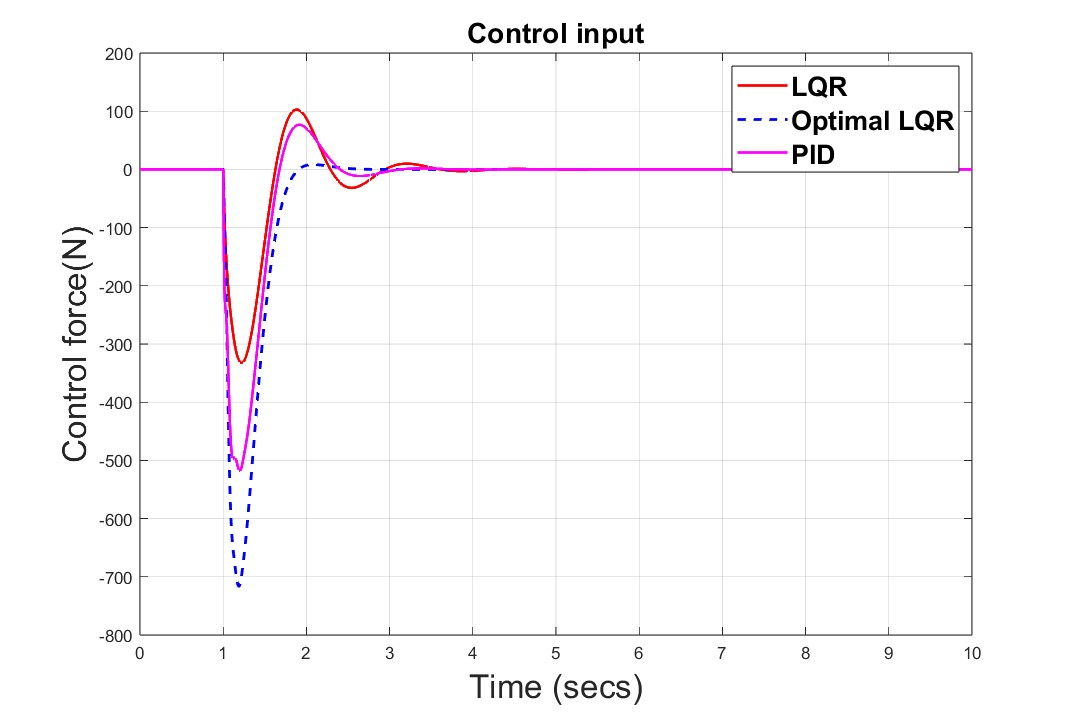 Control input
LQR
Optimal LQR
PID
Control force(N)
200
100
0
-100
-200
-300
-400
-500
-600
-700
-800
0 1 2 3 4 5 6 7 8 9 10
Time (secs)